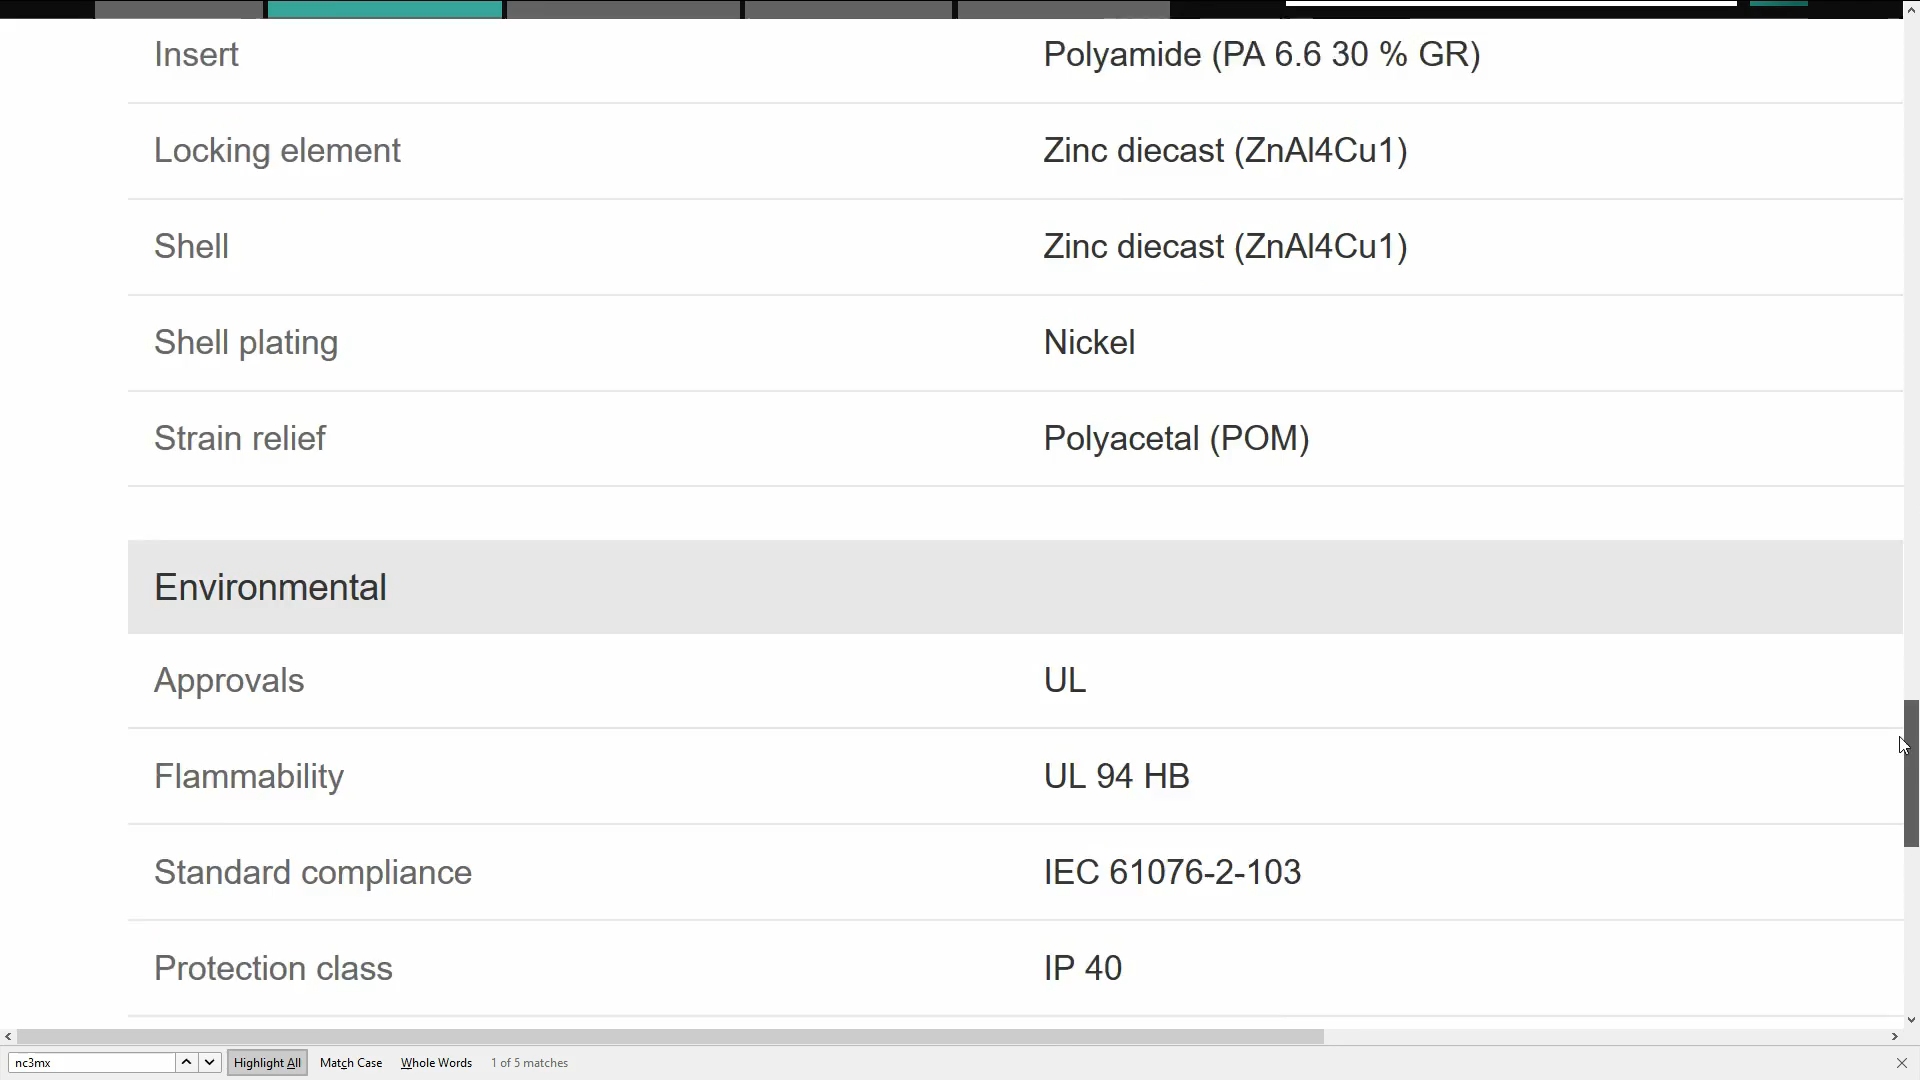 Insert Polyamide (PA 6.6 30 % GR)
Locking element Zinc diecast (ZnAl4Cu1)
Shell Zinc diecast (ZnAl4Cu1)
Shell plating Nickel
Strain relief Polyacetal (POM)
Environmental
Approvals UL
Flammability UL 94 HB
Standard compliance IEC 61076-2-103
Protection class IP 40
nc3mx Highlight All Match Case Whole Words 1 of 5 matches